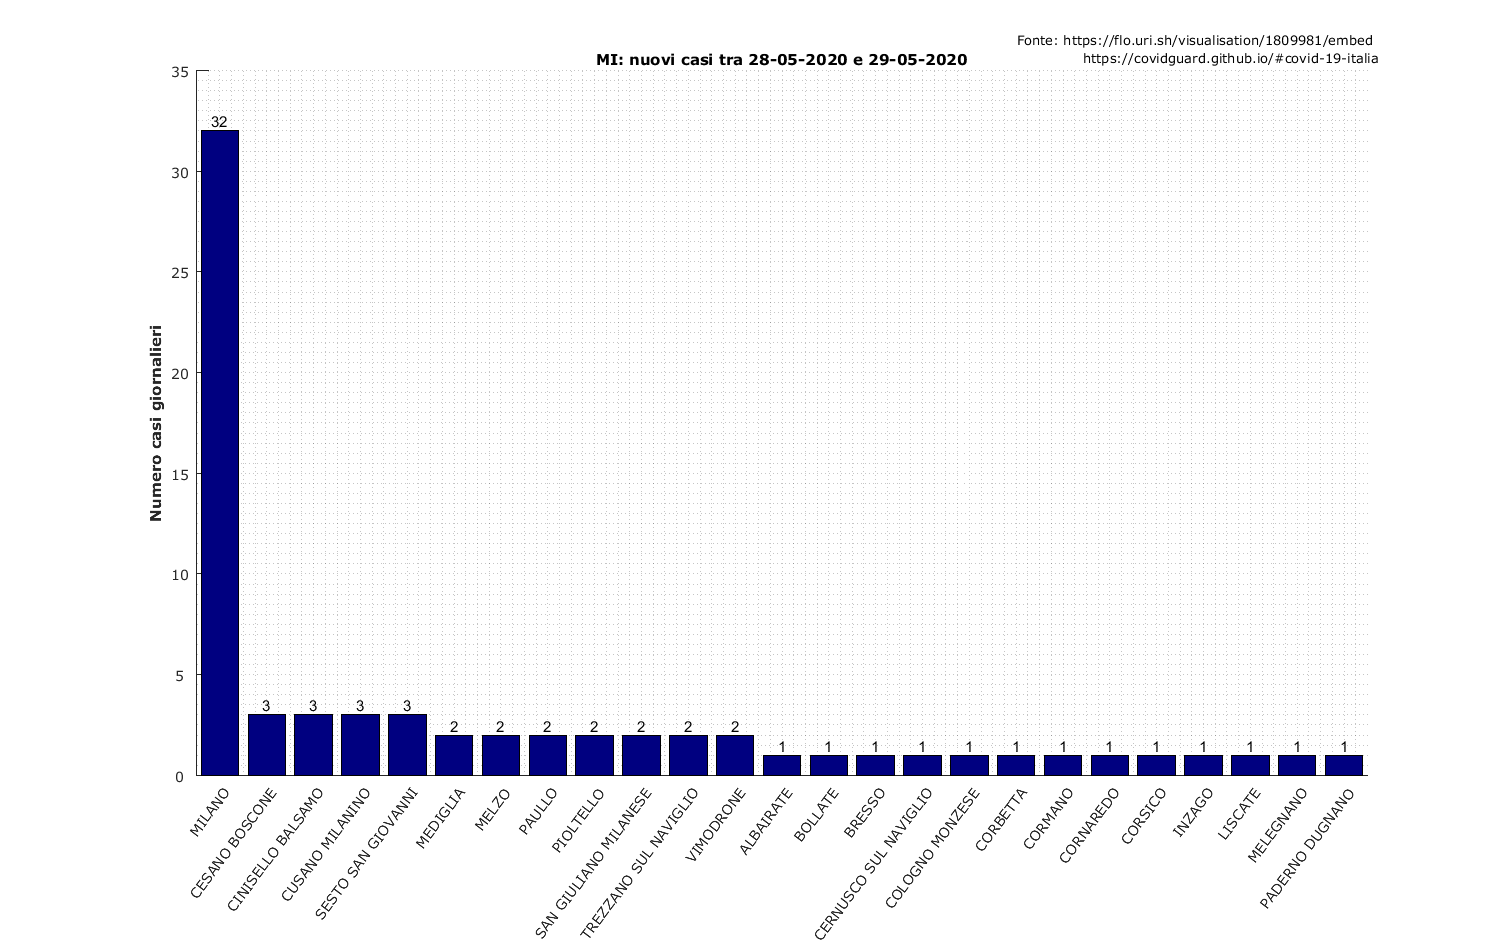 Fonte: https://flo.uri.sh/visualisation/1809981/embed
https://covidguard.github.io/#covid-19-italia
MI: nuovi casi tra 28-05-2020 e 29-05-2020
Numero casi giornalieri
35
30
25
20
15
10
5
0
32
3
3
3
3
2
2
2
2
2
2
2
1
1
1
1
1
1
1
1
1
1
1
1
1
MILANO
CESANO BOSCONE
CINISELLO BALSAMO
CUSANO MILANINO
SESTO SAN GIOVANNI
MEDIGLIA
MELZO
PAULLO
PIOLTELLO
SAN GIULIANO MILANESE
TREZZANO SUL NAVIGLIO
VIMODRONE
ALBAIRATE
BOLLATE
BRESSO
CERNUSCO SUL NAVIGLIO
COLOGNO MONZESE
CORBETTA
CORMANO
CORNAREDO
CORSICO
INZAGO
LISCATE
MELEGNANO
PADERNO DUGNANO